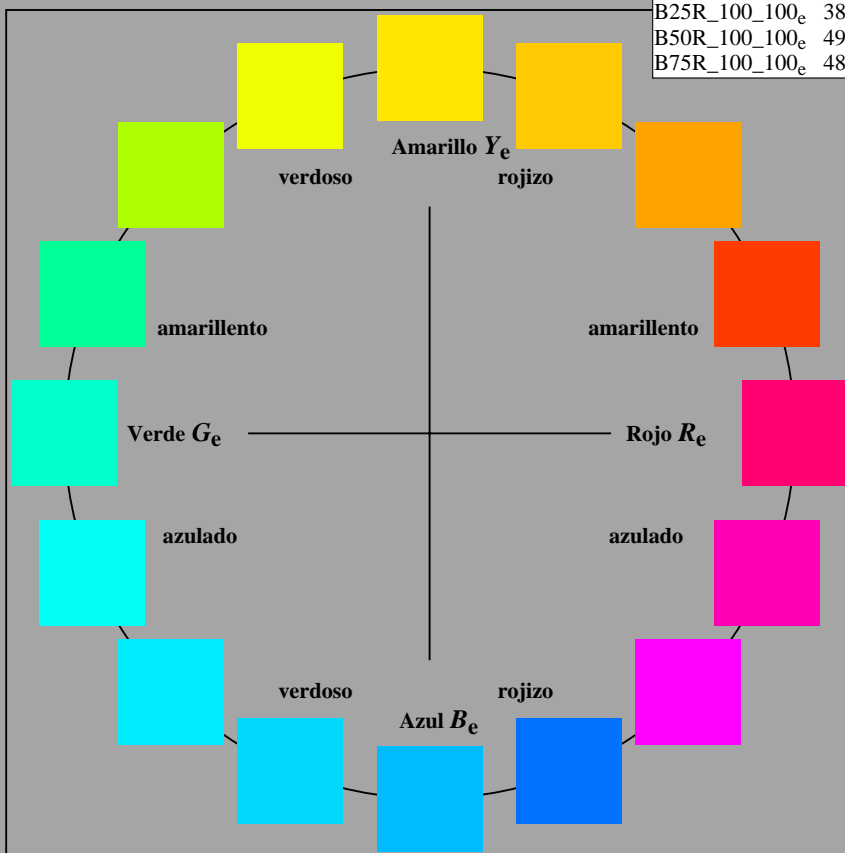 B25R_100_100e 38
B50R_100_100e 49
B75R_100_100e 48
Amarillo Ye
verdoso rojizo
amarillento amarillento
Verde Ge Rojo Re
azulado azulado
verdoso rojizo
Azul Be